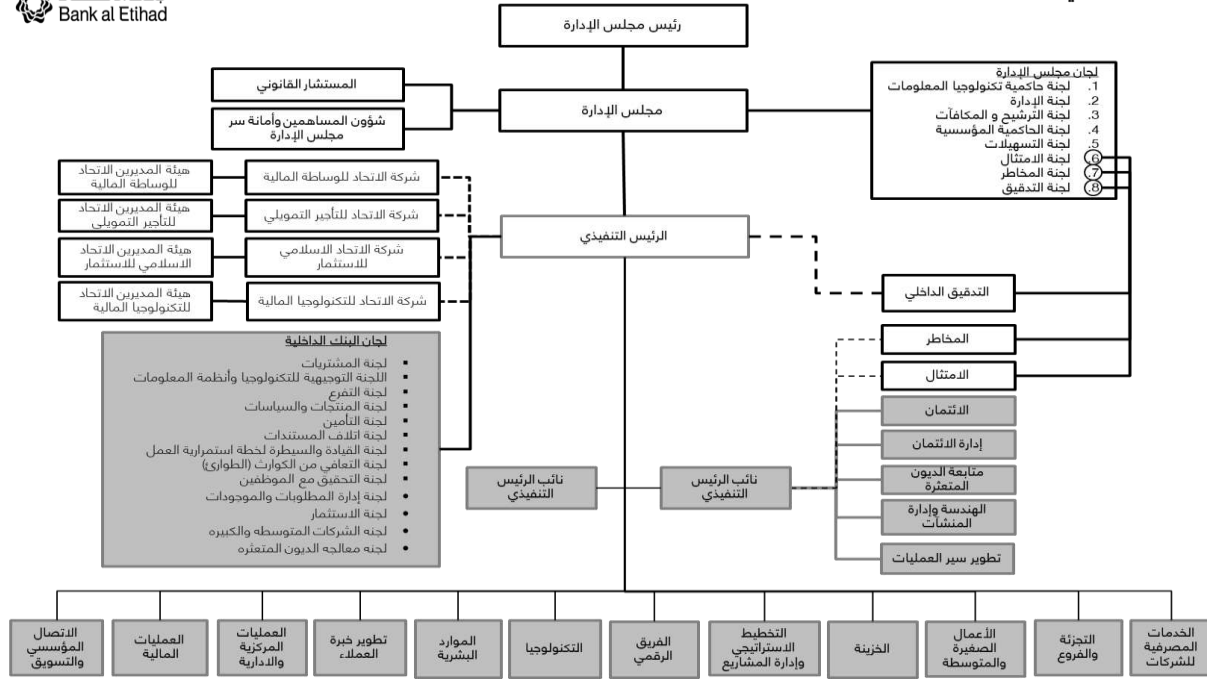 Bank al Etihad
رئيس مجلس الإدارة
المستشار القانوني
مجلس الإدارة
شؤون المساهمين وأمانة سر
مجلس الإدارة
لجان مجلس الإدارة
1. لجنة حاكمية تكنولوجيا المعلومات
2. لجنة الإدارة
3. لجنة الترشيح و المكافآت
4. لجنة الحاكمية المؤسسية
5. لجنة التسهيلات
6. لجنة الامتثال
7. لجنة المخاطر
8. لجنة التدقيق
شركة الاتحاد للوساطة المالية
هيئة المديرين الاتحاد
للوساطة المالية
شركة الاتحاد للتأجير التمويلي
هيئة المديرين الاتحاد
للتأجير التمويلي
شركة الاتحاد الاسلامي
للاستثمار
هيئة المديرين الاتحاد
الاسلامي للاستثمار
شركة الاتحاد للتكنولوجيا المالية
هيئة المديرين الاتحاد
للتكنولوجيا المالية
الرئيس التنفيذي
التدقيق الداخلي
المخاطر
الامتثال
الائتمان
إدارة الائتمان
متابعة الديون
المتعثرة
الهندسة وإدارة
المنشآت
تطوير سير العمليات
لجان البنك الداخلية
▪ لجنة المشتريات
▪ اللجنة التوجيهية للتكنولوجيا وأنظمة المعلومات
▪ لجنة التفرع
▪ لجنة المنتجات والسياسات
▪ لجنة التأمين
▪ لجنة اتلاف المستندات
▪ لجنة القيادة والسيطرة لخطة استمرارية العمل
▪ لجنة التعافي من الكوارث (الطوارئ)
▪ لجنة التحقيق مع الموظفين
• لجنة إدارة المطلوبات والموجودات
• لجنة الاستثمار
• لجنه الشركات المتوسطه والكبيره
• لجنه معالجه الديون المتعثره
نائب الرئيس
التنفيذي
نائب الرئيس
التنفيذي
الخدمات
المصرفية
للشركات
التجزئة
والفروع
الأعمال
الصغيرة
والمتوسطة
الخزينة
التخطيط
الاستراتيجي
وإدارة المشاريع
الفريق
الرقمي
التكنولوجيا
الموارد
البشرية
تطوير خبرة
العملاء
العمليات
المركزية
والادارية
العمليات
المالية
الاتصال
المؤسسي
والتسويق